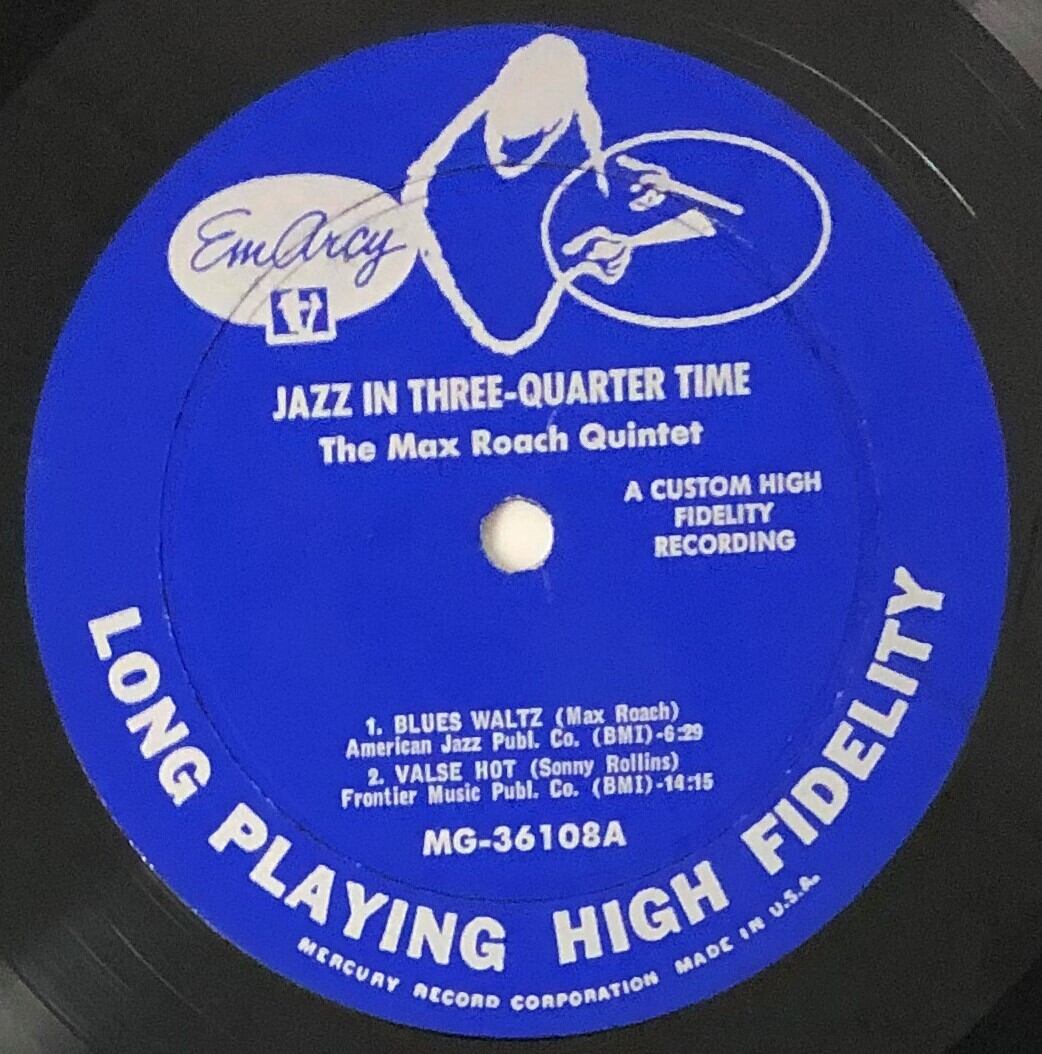 EmArcy
JAZZ IN THREE-QUARTER TIME
The Max Roach Quintet
A CUSTOM HIGH
FIDELITY
RECORDING
1. BLUES WALTZ (Max Roach)
American Jazz Publ. Co. (BMI)-6:29
2. VALSE HOT (Sonny Rollins)
Frontier Music Publ. Co. (BMI)-14:15
MG-36108A
LONG PLAYING HIGH FIDELITY
MERCURY RECORD CORPORATION MADE IN U.S.A.